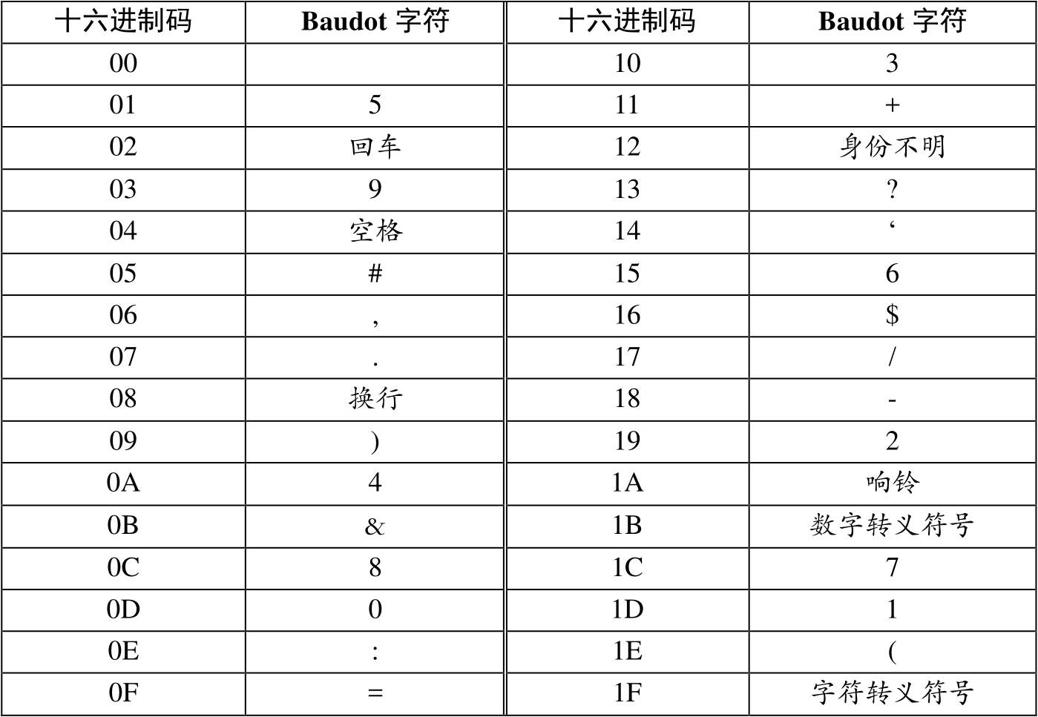 十六进制码 Baudot 字符 十六进制码 Baudot 字符
00 10 3
01 5 11 +
02 回车 12 身份不明
03 9 13 ?
04 空格 14 ‘
05 # 15 6
06 , 16 $
07 . 17 /
08 换行 18 -
09 ) 19 2
0A 4 1A 响铃
0B & 1B 数字转义符号
0C 8 1C 7
0D 0 1D 1
0E : 1E (
0F = 1F 字符转义符号